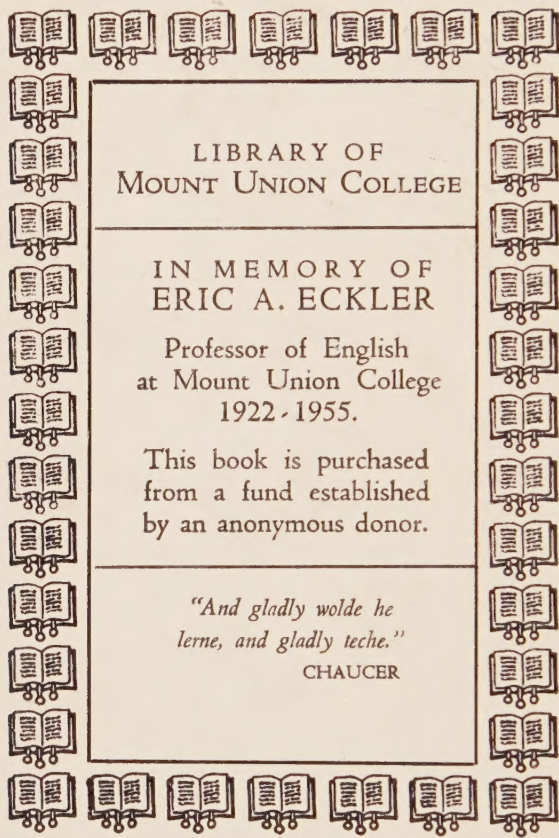 LIBRARY OF
MOUNT UNION COLLEGE
IN MEMORY OF
ERIC A. ECKLER
Professor of English
at Mount Union College
1922-1955.
This book is purchased
from a fund established
by an anonymous donor.
"And gladly wolde he
lerne, and gladly teche."
CHAUCER